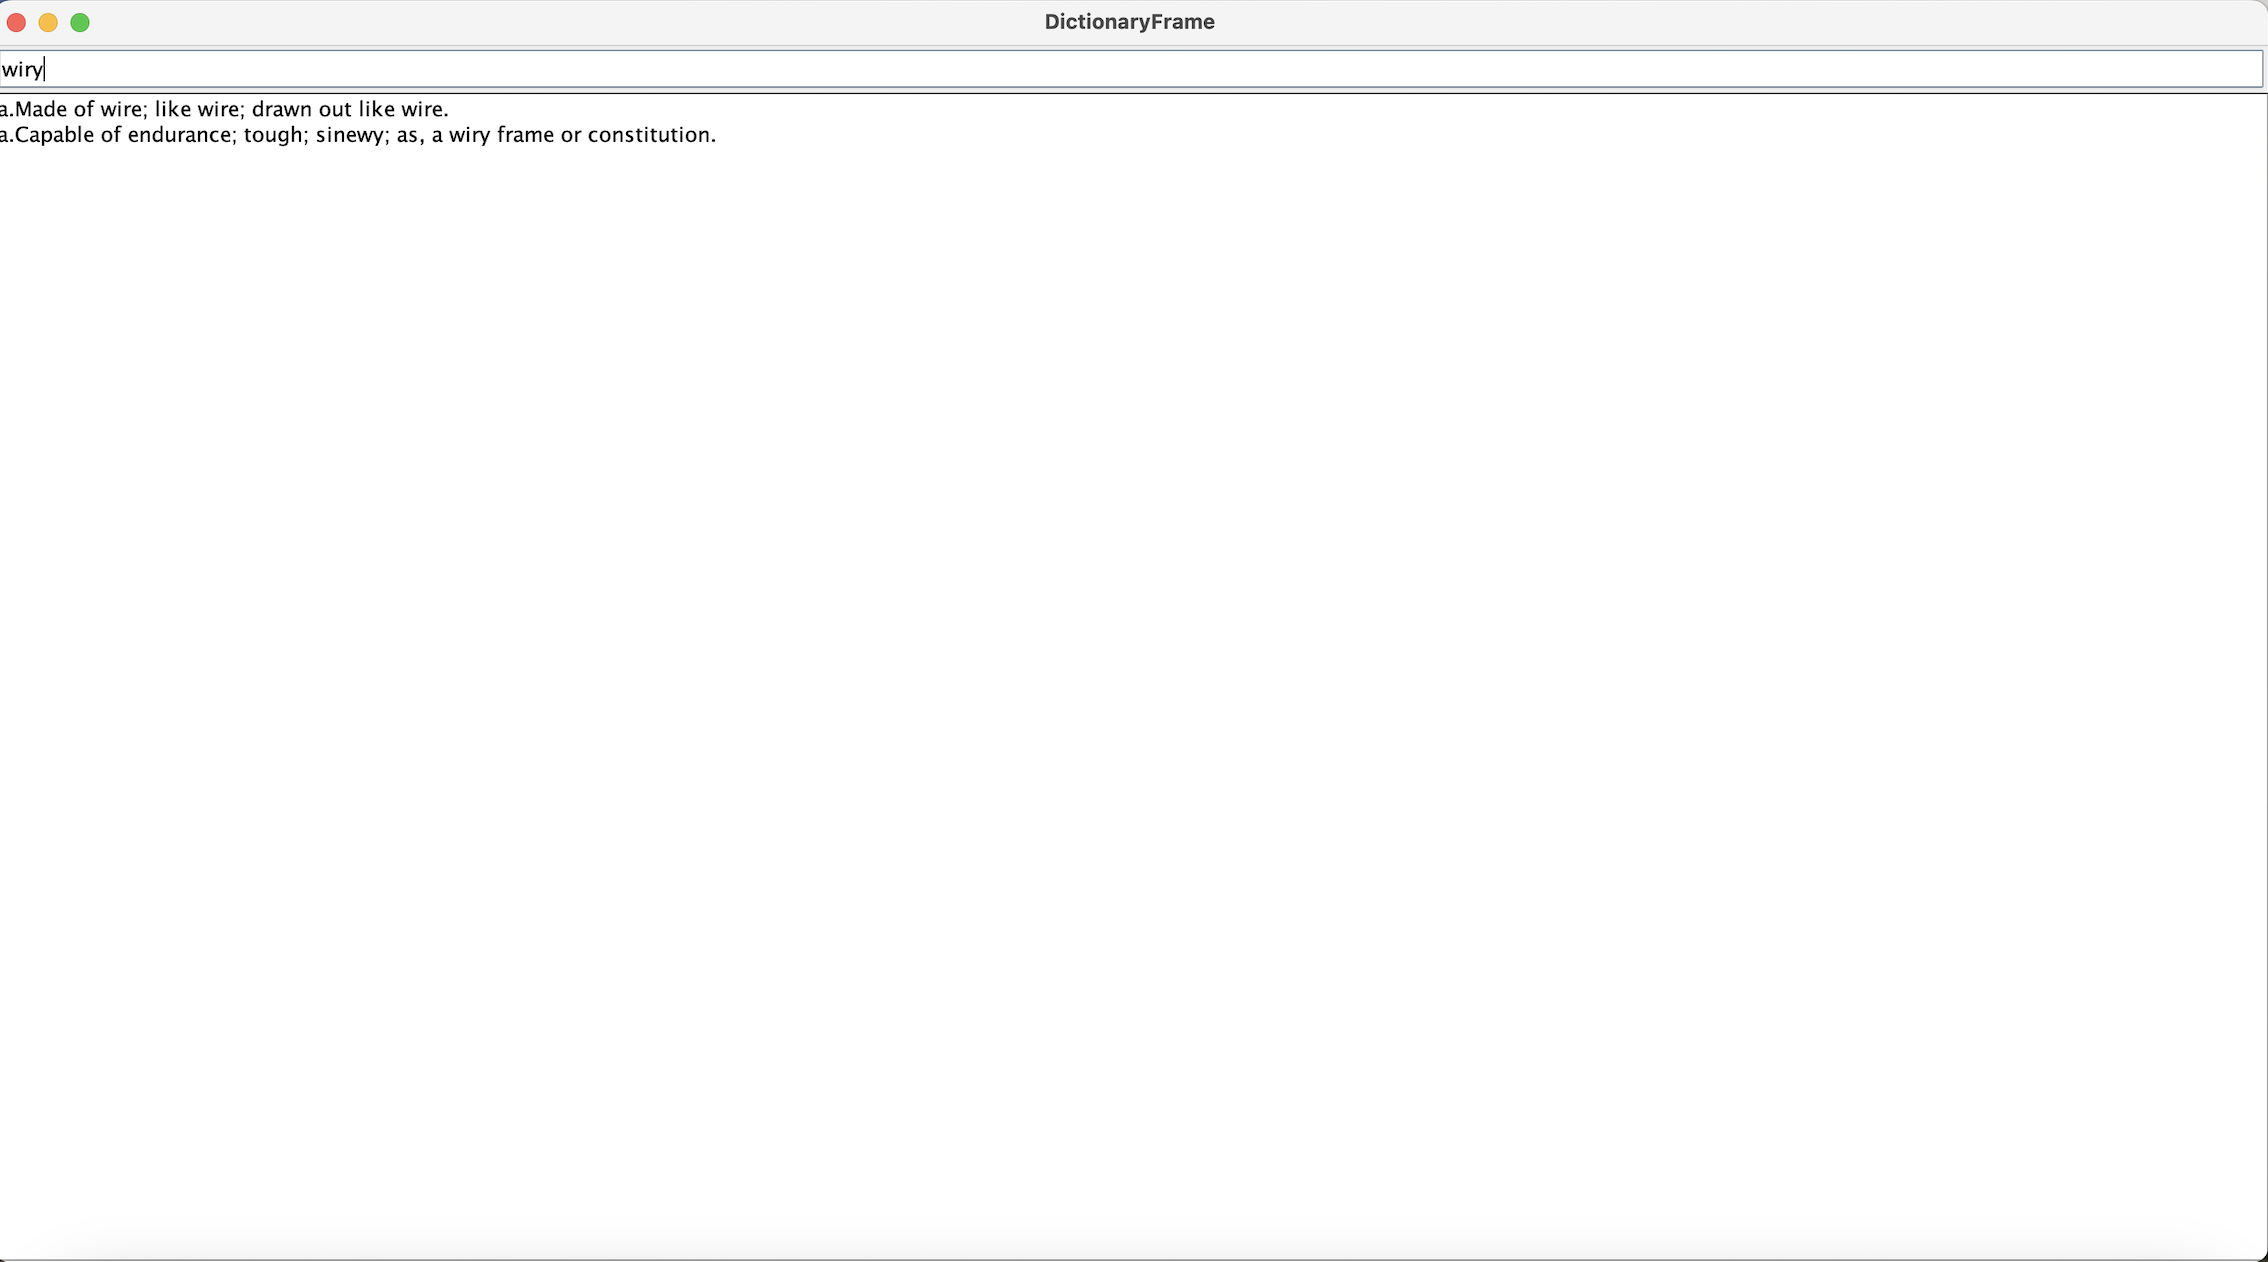 DictionaryFrame
wiry
a.Made of wire; like wire; drawn out like wire.
a.Capable of endurance; tough; sinewy; as, a wiry frame or constitution.